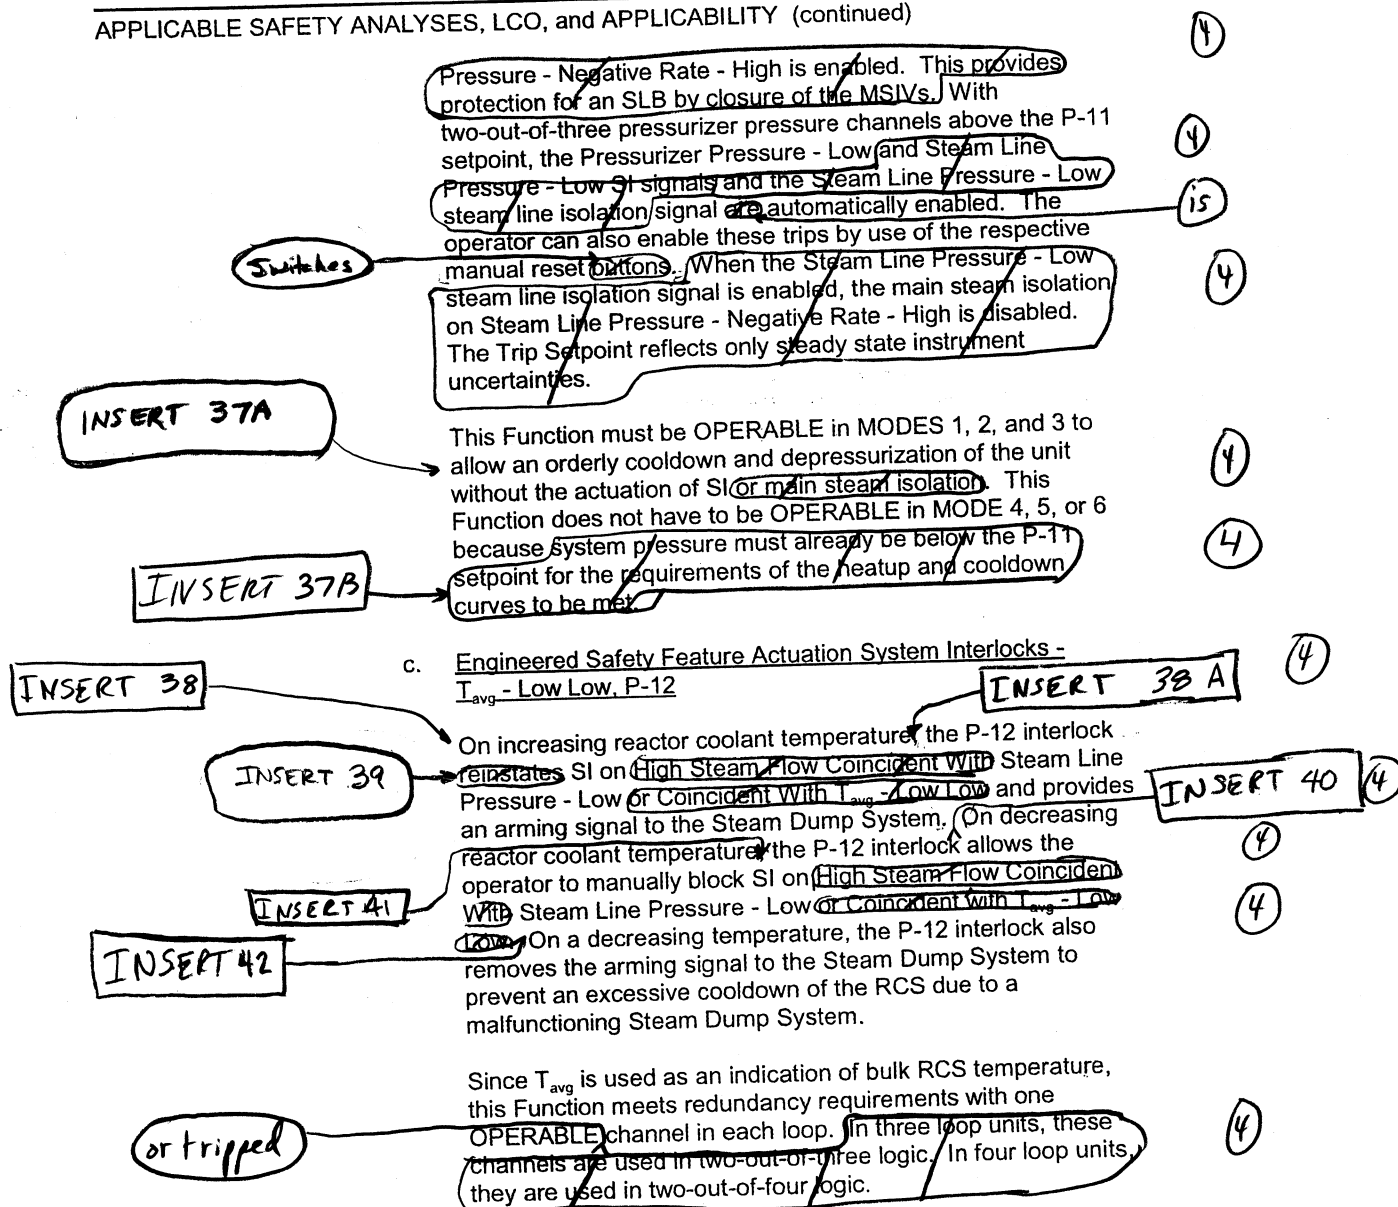 APPLICABLE SAFETY ANALYSES, LCO, and APPLICABILITY (continued)
4
Pressure - Negative Rate - High is enabled. This provides
protection for an SLB by closure of the MSIVs. With
two-out-of-three pressurizer pressure channels above the P-11
4
setpoint, the Pressurizer Pressure - Low and Steam Line
Pressure - Low SI signals and the Steam Line Pressure - Low
steam line isolation signal are automatically enabled. The
is
operator can also enable these trips by use of the respective
Switches
manual reset buttons. When the Steam Line Pressure - Low
4
steam line isolation signal is enabled, the main steam isolation
on Steam Line Pressure - Negative Rate - High is disabled.
The Trip Setpoint reflects only steady state instrument
uncertainties.
INSERT 37A
This Function must be OPERABLE in MODES 1, 2, and 3 to
allow an orderly cooldown and depressurization of the unit
4
without the actuation of SI or main steam isolation. This
Function does not have to be OPERABLE in MODE 4, 5, or 6
because system pressure must already be below the P-11
4
setpoint for the requirements of the heatup and cooldown
INSERT 37B
curves to be met.
c. Engineered Safety Feature Actuation System Interlocks -
4
Tavg - Low Low, P-12
INSERT 38
INSERT 38 A
On increasing reactor coolant temperature, the P-12 interlock
INSERT 39
reinstates SI on High Steam Flow Coincident With Steam Line
Pressure - Low or Coincident With Tavg - Low Low and provides
INSERT 40
4
an arming signal to the Steam Dump System. On decreasing
reactor coolant temperature, the P-12 interlock allows the
4
operator to manually block SI on High Steam Flow Coincident
INSERT 41
With Steam Line Pressure - Low or Coincident with Tavg - Low
4
Low. On a decreasing temperature, the P-12 interlock also
INSERT 42
removes the arming signal to the Steam Dump System to
prevent an excessive cooldown of the RCS due to a
malfunctioning Steam Dump System.
Since Tavg is used as an indication of bulk RCS temperature,
this Function meets redundancy requirements with one
or tripped
OPERABLE channel in each loop. In three loop units, these
4
channels are used in two-out-of-three logic. In four loop units,
they are used in two-out-of-four logic.